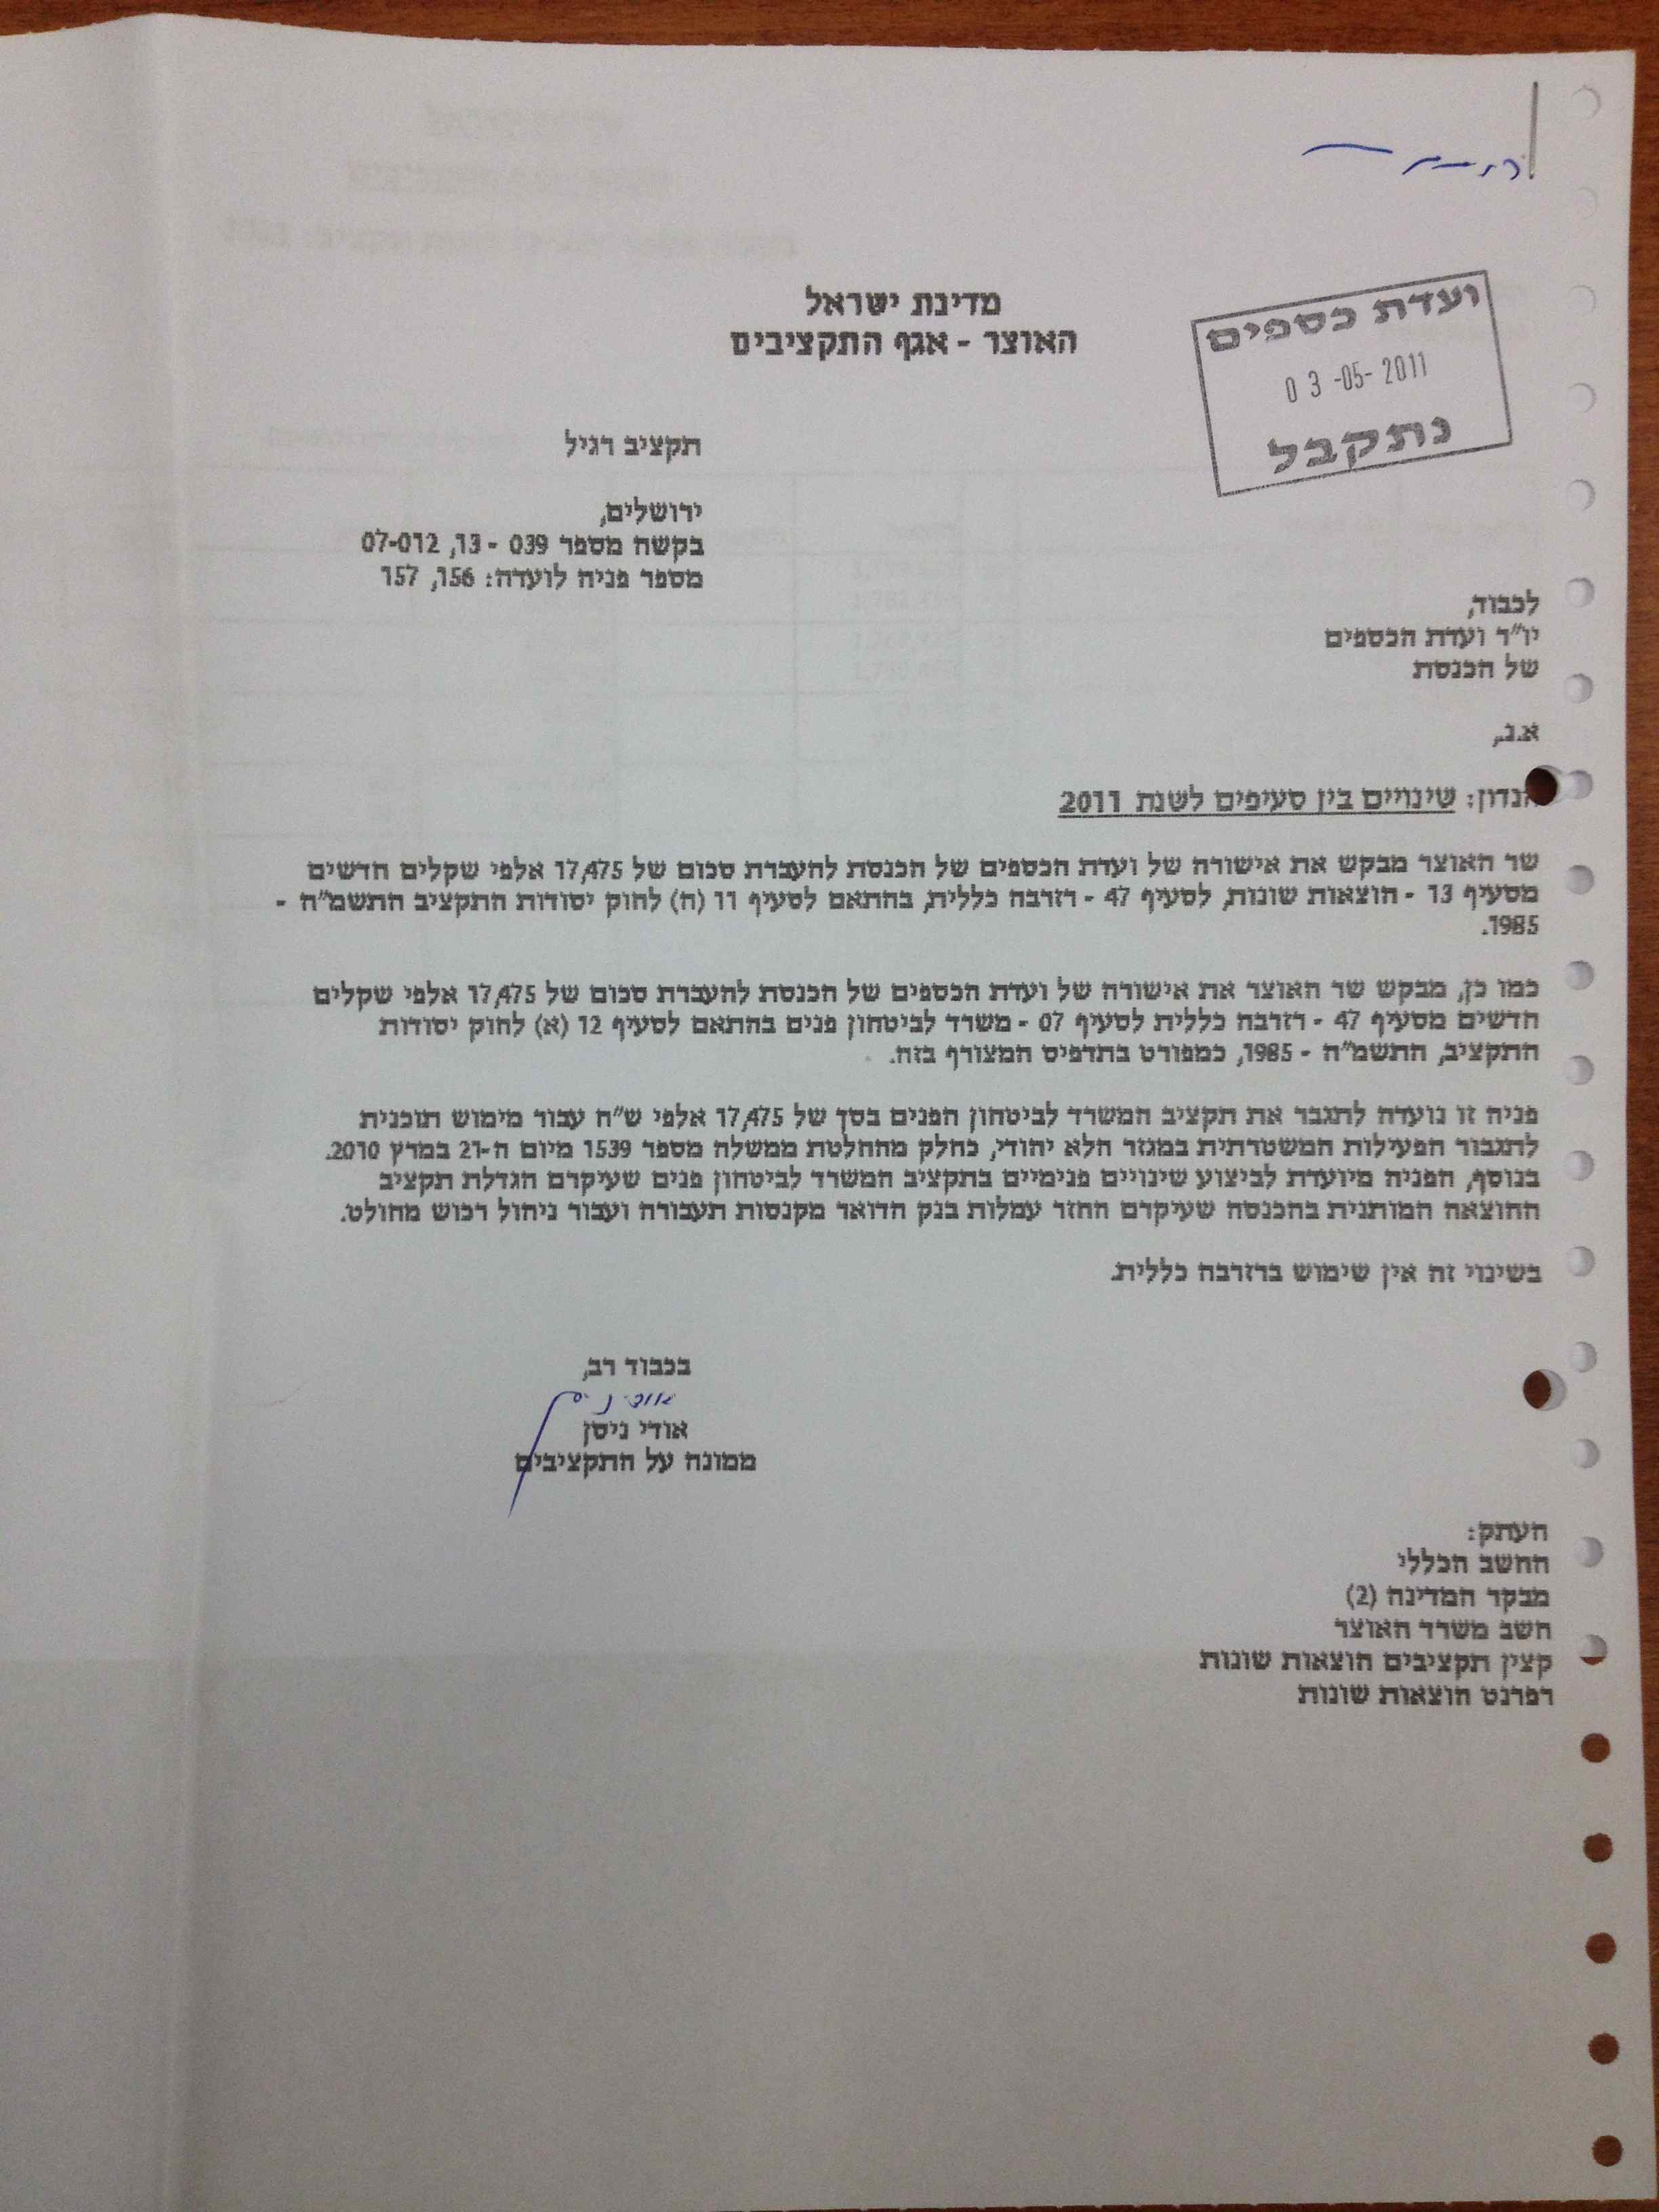 ועדת כספים
03-05-2011
נתקבל
מדינת ישראל
האוצר - אגף התקציבים
תקציב רגיל
ירושלים,
בקשה מספר 039 - 13, 07-012
מספר פניה לועדה: 156, 157
לכבוד,
יו"ד ועדת הכספים
של הכנסת
א.נ.,
הנדון: שינויים בין סעיפים לשנת 2011
שר האוצר מבקש את אישורה של ועדת הכספים של הכנסת להעברת סכום של 17,475 אלפי שקלים חדשים
מסעיף 13 - הוצאות שונות, לסעיף 47 - רזרבה כללית, בהתאם לסעיף 11 (ה) לחוק יסודות התקציב התשמ"ה -
1985.
כמו כן, מבקש שר האוצר את אישורה של ועדת הכספים של הכנסת להעברת סכום של 17,475 אלפי שקלים
חדשים מסעיף 47 - רזרבה כללית לסעיף 07 - משרד לביטחון פנים בהתאם לסעיף 12 (א) לחוק יסודות
התקציב, התשמ"ה - 1985, כמפורט בתדפיס המצורף בזה.
פניה זו נועדה לתגבר את תקציב המשרד לביטחון הפנים בסך של 17,475 אלפי ש"ח עבור מימוש תוכנית
לתגבור הפעילות המשטרתית במגזר הלא יהודי, כחלק מהחלטת ממשלה מספר 1539 מיום ה-21 במרץ 2010.
בנוסף, הפניה מיועדת לביצוע שינויים פנימיים בתקציב המשרד לביטחון פנים שעיקרם הגדלת תקציב
ההוצאה המותנית בהכנסה שעיקרם החזר עמלות בנק הדואר מקנסות תעבורה ועבור ניהול רכוש מחולט.
בשינוי זה אין שימוש ברזרבה כללית.
בכבוד רב,
אודי ניסן
אודי ניסן
ממונה על התקציבים
העתק:
החשב הכללי
מבקר המדינה (2)
חשב משרד האוצר
קצין תקציבים הוצאות שונות
רפרנט הוצאות שונות